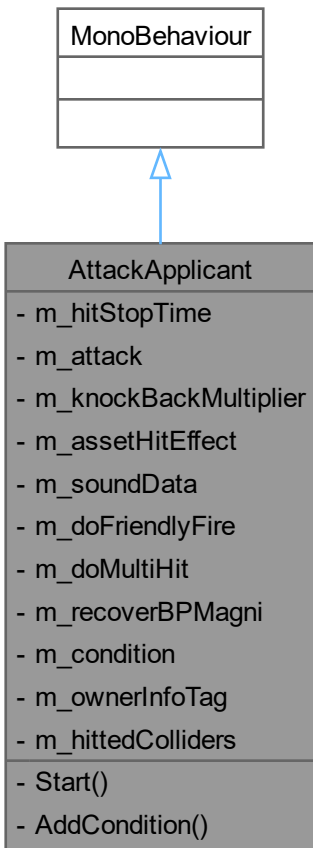 MonoBehaviour
AttackApplicant
- m_hitStopTime
- m_attack
- m_knockBackMultiplier
- m_assetHitEffect
- m_soundData
- m_doFriendlyFire
- m_doMultiHit
- m_recoverBPMagni
- m_condition
- m_ownerInfoTag
- m_hittedColliders
- Start()
- AddCondition()